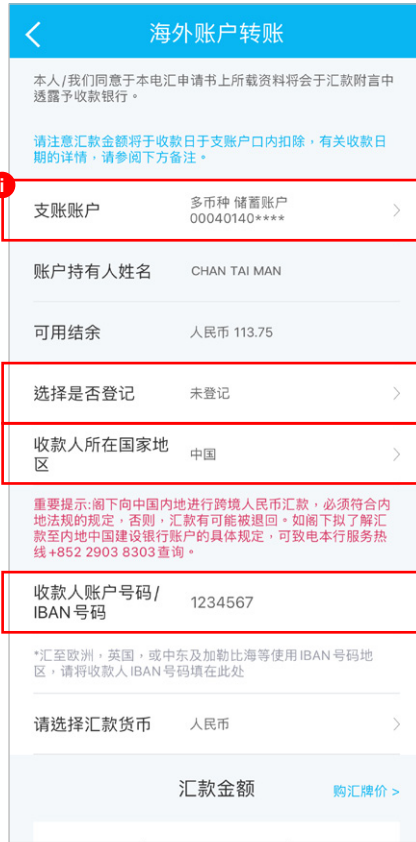 海外账户转账
本人/我们同意于本电汇申请书上所载资料将会于汇款附言中
透露予收款银行。
请注意汇款金额将于收款日于支账户口内扣除，有关收款日
期的详情，请参阅下方备注。
i
支账账户
多币种 储蓄账户
00040140****
账户持有人姓名 CHAN TAI MAN
可用结余 人民币 113.75
选择是否登记 未登记
收款人所在国家地
区
中国
重要提示:阁下向中国内地进行跨境人民币汇款，必须符合内
地法规的规定，否则，汇款有可能被退回。如阁下拟了解汇
款至内地中国建设银行账户的具体规定，可致电本行服务热
线+852 2903 8303查询。
收款人账户号码/
IBAN号码
1234567
*汇至欧洲，英国，或中东及加勒比海等使用IBAN号码地
区，请将收款人IBAN号码填在此处
请选择汇款货币 人民币
汇款金额 购汇牌价 >